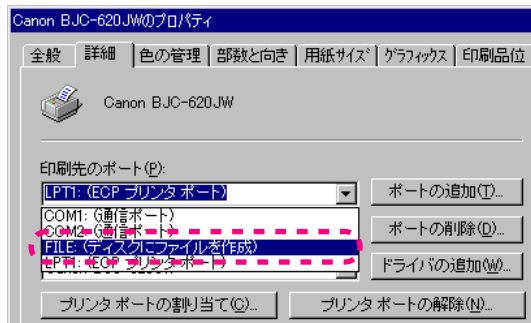 Canon BJC-620JWのプロパティ
全般 詳細 色の管理 部数と向き 用紙サイズ グラフィックス 印刷品位
Canon BJC-620JW
印刷先のポート(P):
LPT1: (ECP プリンタ ポート)
ポートの追加(T)...
COM1: (通信ポート)
COM2: (通信ポート)
ポートの削除(D)...
FILE: (ディスクにファイルを作成)
LPT1: (ECP プリンタ ポート)
ドライバの追加(W)...
プリンタ ポートの割り当て(C)...
プリンタ ポートの解除(N)...